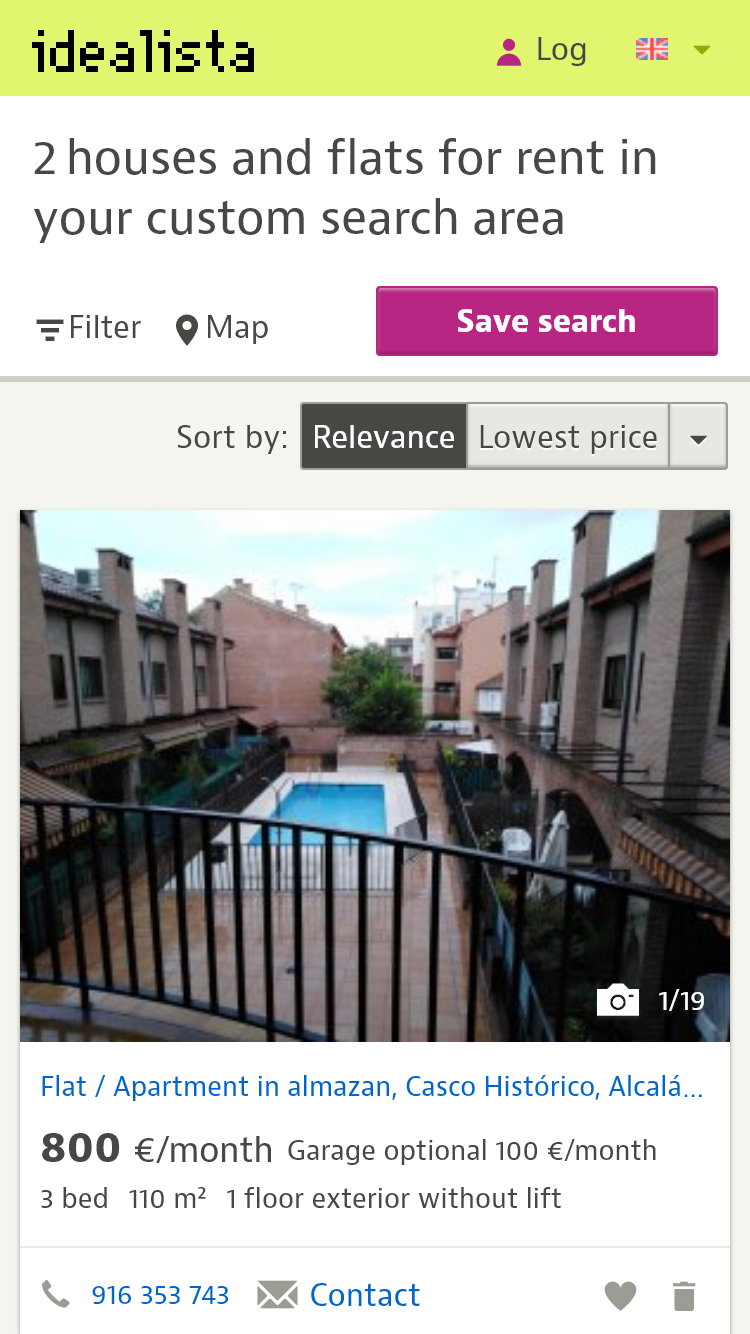 idealista
Log
2 houses and flats for rent in
your custom search area
Filter
Map
Save search
Sort by:
Relevance
Lowest price
1/19
Flat / Apartment in almazan, Casco Histórico, Alcalá...
800 €/month Garage optional 100 €/month
3 bed 110 m² 1 floor exterior without lift
916 353 743
Contact